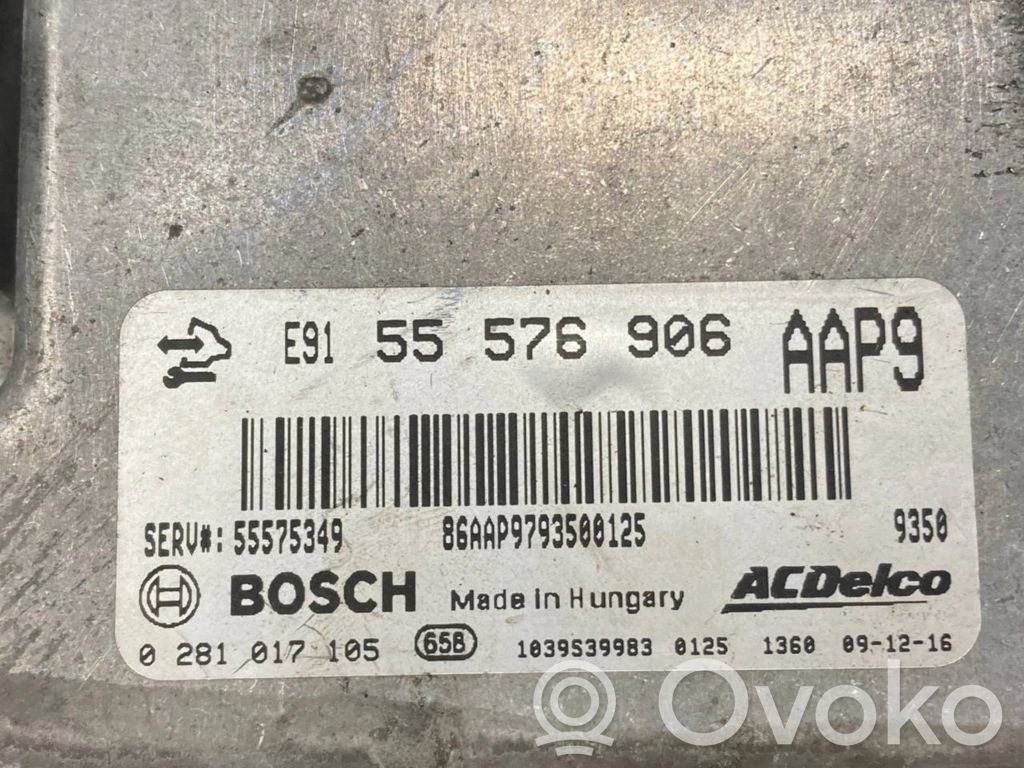 E91 55 576 906 AAP9
SERV#: 55575349 86AAP9793500125 9350
BOSCH Made in Hungary ACDelco
0 281 017 105 658 1039S39983 0125 1360 09-12-16
Ovoko